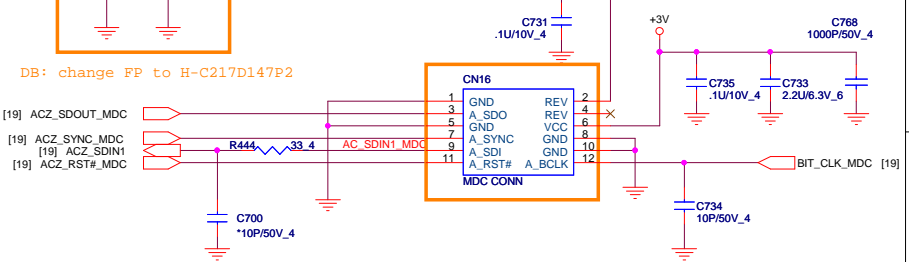 C731
.1U/10V_4
+3V
C768
1000P/50V_4
DB: change FP to H-C217D147P2
CN16
C735
.1U/10V_4
C733
2.2U/6.3V_6
1 GND REV 2
[19] ACZ_SDOUT_MDC 3 A_SDO REV 4
5 GND VCC 6
[19] ACZ_SYNC_MDC 7 A_SYNC GND 8
[19] ACZ_SDIN1 R444 33_4 AC_SDIN1_MDC 9 A_SDI GND 10
[19] ACZ_RST#_MDC 11 A_RST# A_BCLK 12 BIT_CLK_MDC [19]
MDC CONN
C700
*10P/50V_4
C734
10P/50V_4